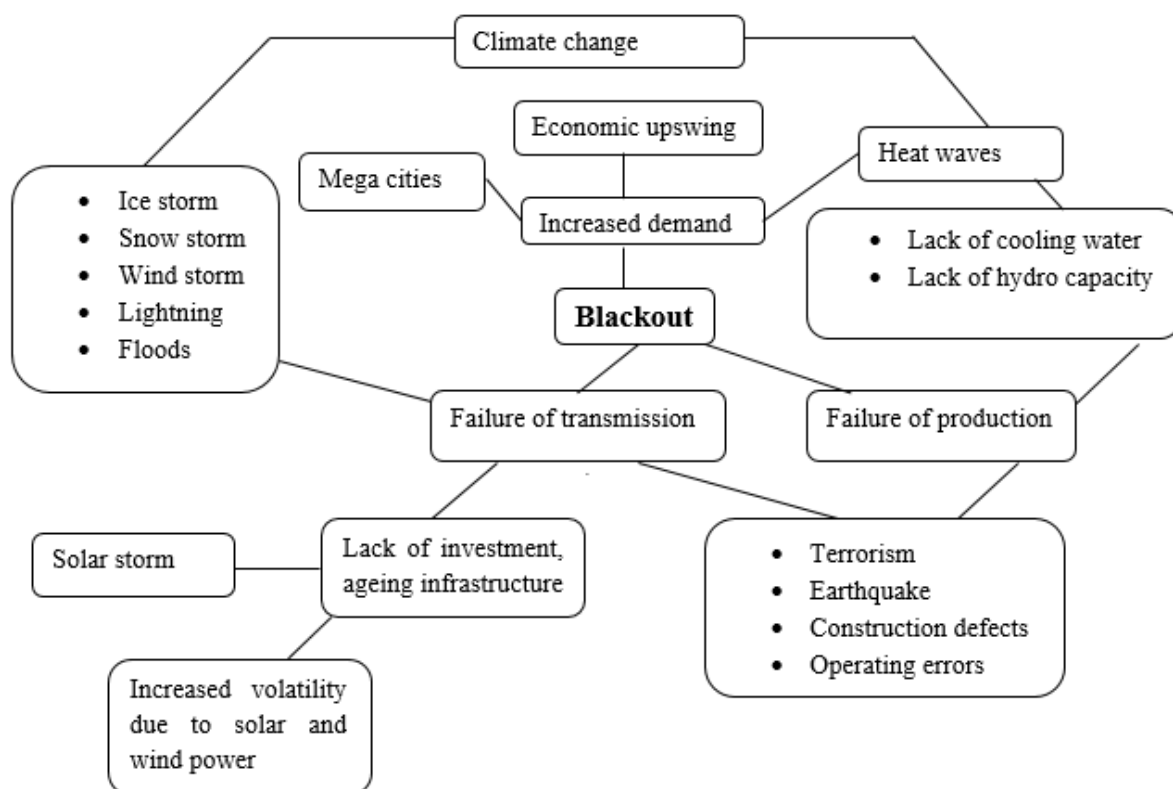 Climate change
Economic upswing
Mega cities
Heat waves
• Ice storm
• Snow storm
• Wind storm
• Lightning
• Floods
Increased demand
• Lack of cooling water
• Lack of hydro capacity
Blackout
Failure of transmission
Failure of production
Solar storm
Lack of investment,
ageing infrastructure
• Terrorism
• Earthquake
• Construction defects
• Operating errors
Increased volatility
due to solar and
wind power